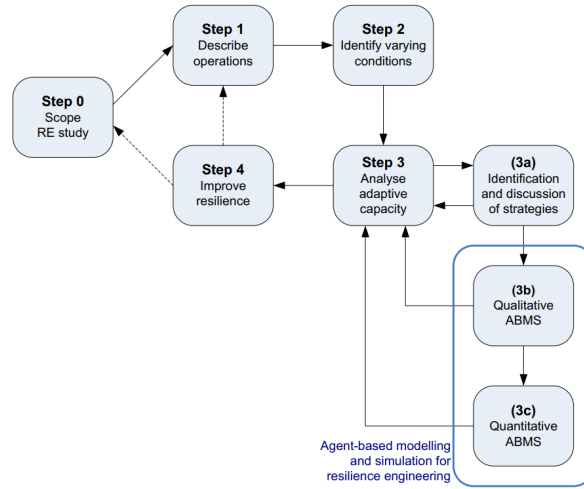 Step 1
Describe
operations
Step 2
Identify varying
conditions
Step 0
Scope
RE study
Step 4
Improve
resilience
Step 3
Analyse
adaptive
capacity
(3a)
Identification
and discussion
of strategies
(3b)
Qualitative
ABMS
(3c)
Quantitative
ABMS
Agent-based modelling
and simulation for
resilience engineering